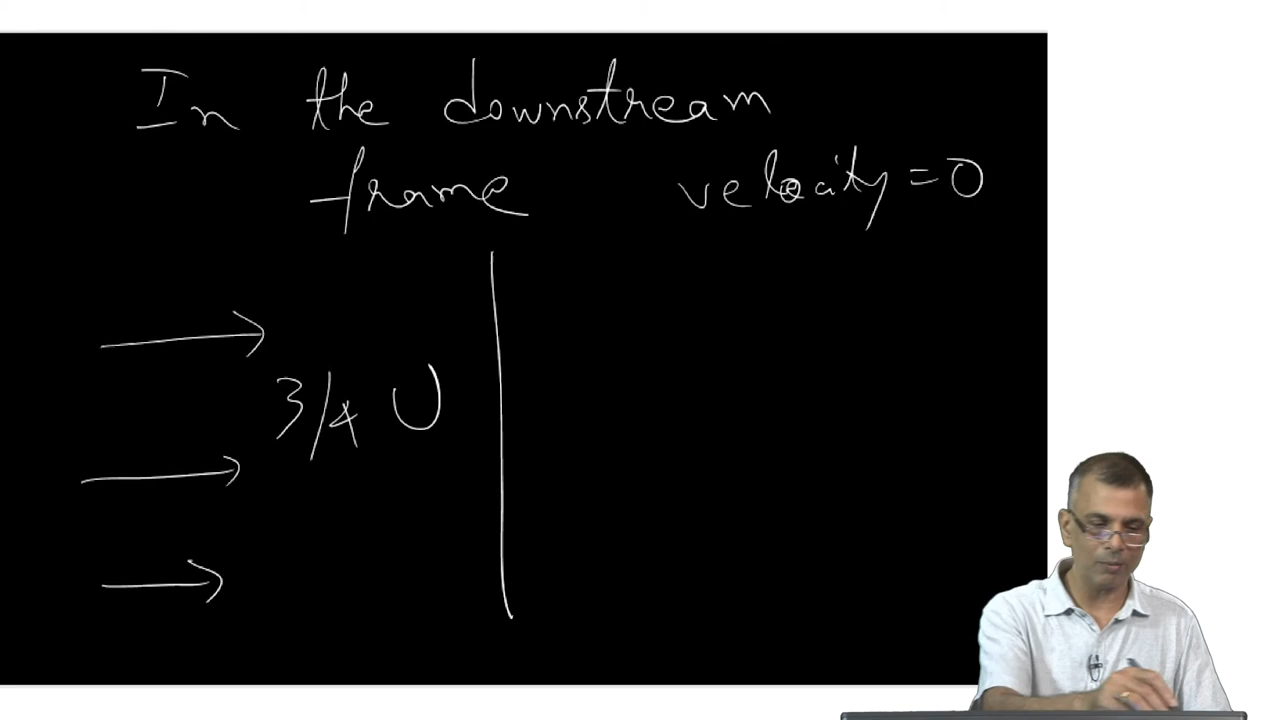 In the downstream
frame velocity = 0
3/4 U